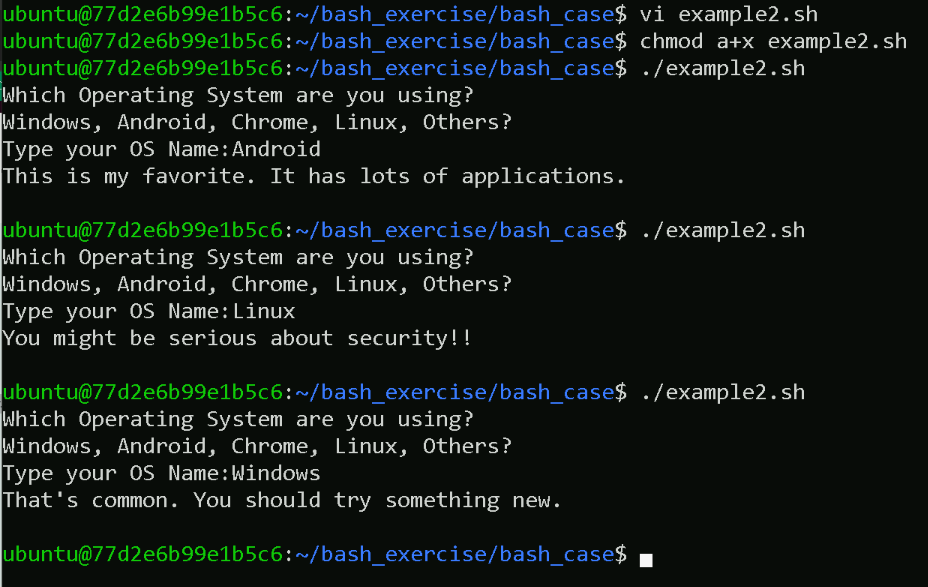 ubuntu@77d2e6b99e1b5c6:~/bash_exercise/bash_case$ vi example2.sh
ubuntu@77d2e6b99e1b5c6:~/bash_exercise/bash_case$ chmod a+x example2.sh
ubuntu@77d2e6b99e1b5c6:~/bash_exercise/bash_case$ ./example2.sh
Which Operating System are you using?
Windows, Android, Chrome, Linux, Others?
Type your OS Name:Android
This is my favorite. It has lots of applications.
ubuntu@77d2e6b99e1b5c6:~/bash_exercise/bash_case$ ./example2.sh
Which Operating System are you using?
Windows, Android, Chrome, Linux, Others?
Type your OS Name:Linux
You might be serious about security!!
ubuntu@77d2e6b99e1b5c6:~/bash_exercise/bash_case$ ./example2.sh
Which Operating System are you using?
Windows, Android, Chrome, Linux, Others?
Type your OS Name:Windows
That's common. You should try something new.
ubuntu@77d2e6b99e1b5c6:~/bash_exercise/bash_case$